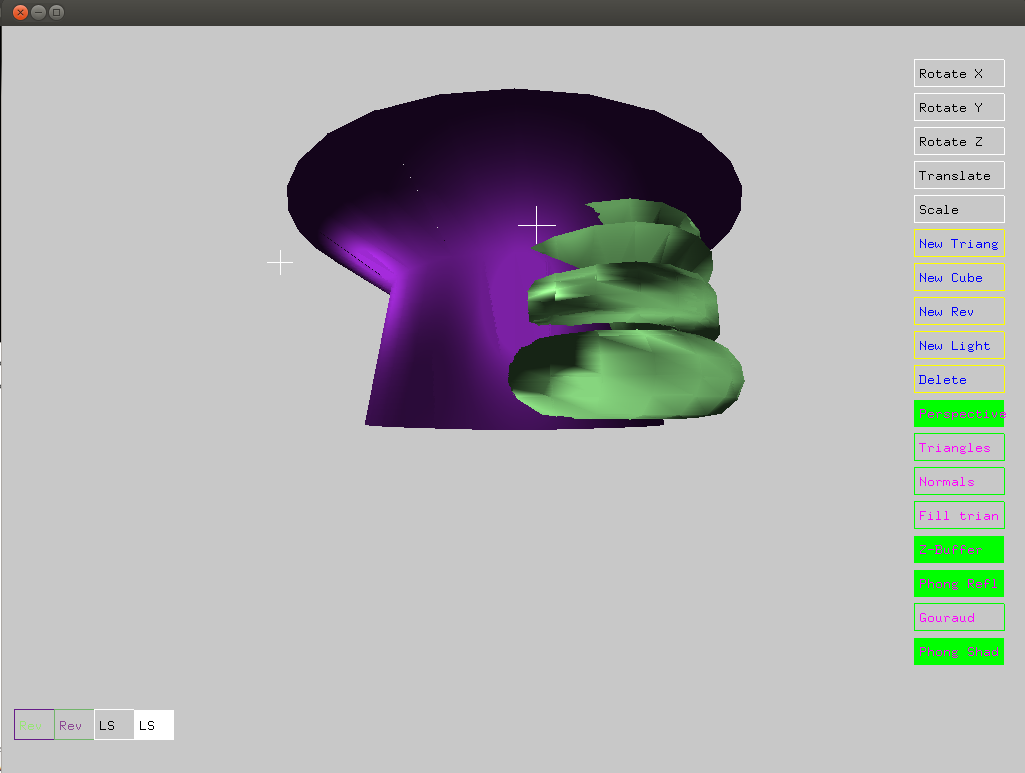 Rotate X
Rotate Y
Rotate Z
Translate
Scale
New Triang
New Cube
New Rev
New Light
Delete
Perspective
Triangles
Normals
Fill trian
Z-Buffer
Phong Refl
Gouraud
Phong Shad
Rev Rev LS LS